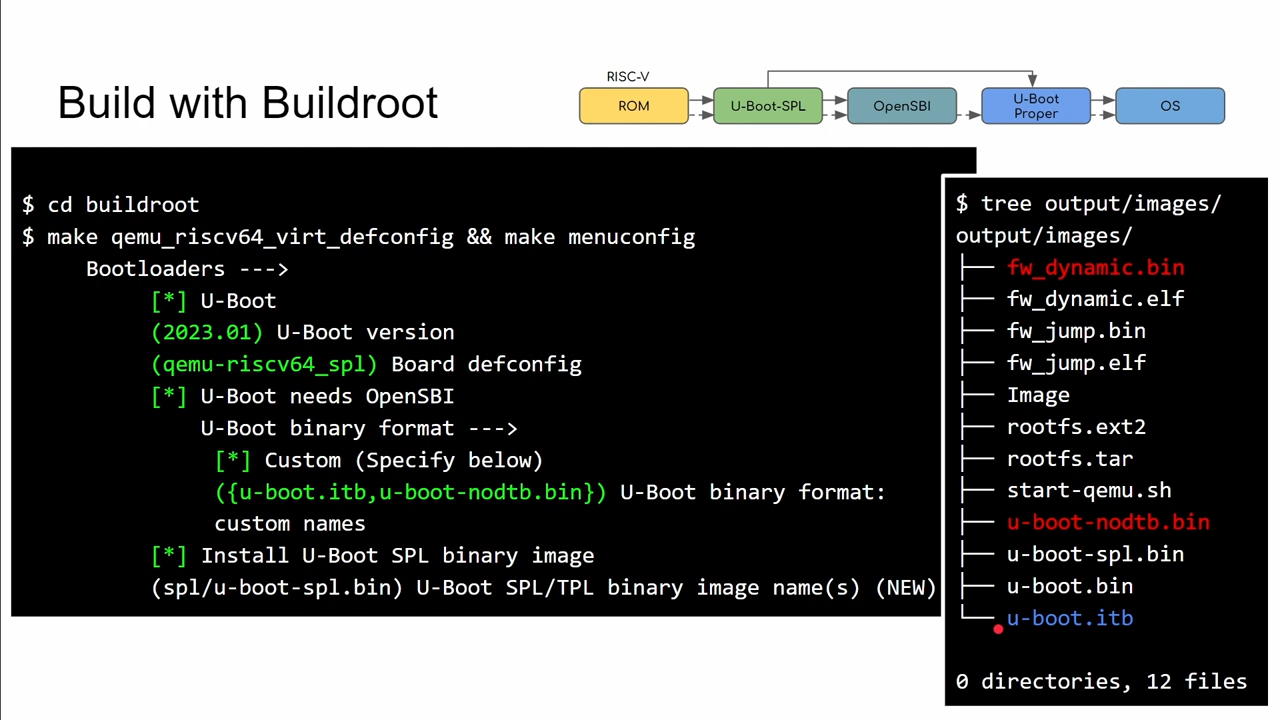 Build with Buildroot
RISC-V
ROM
U-Boot-SPL
OpenSBI
U-Boot
Proper
OS
$ cd buildroot
$ make qemu_riscv64_virt_defconfig && make menuconfig
Bootloaders --->
[*] U-Boot
(2023.01) U-Boot version
(qemu-riscv64_spl) Board defconfig
[*] U-Boot needs OpenSBI
U-Boot binary format --->
[*] Custom (Specify below)
({u-boot.itb,u-boot-nodtb.bin}) U-Boot binary format:
custom names
[*] Install U-Boot SPL binary image
(spl/u-boot-spl.bin) U-Boot SPL/TPL binary image name(s) (NEW)
$ tree output/images/
output/images/
├── fw_dynamic.bin
├── fw_dynamic.elf
├── fw_jump.bin
├── fw_jump.elf
├── Image
├── rootfs.ext2
├── rootfs.tar
├── start-qemu.sh
├── u-boot-nodtb.bin
├── u-boot-spl.bin
├── u-boot.bin
└── u-boot.itb
0 directories, 12 files